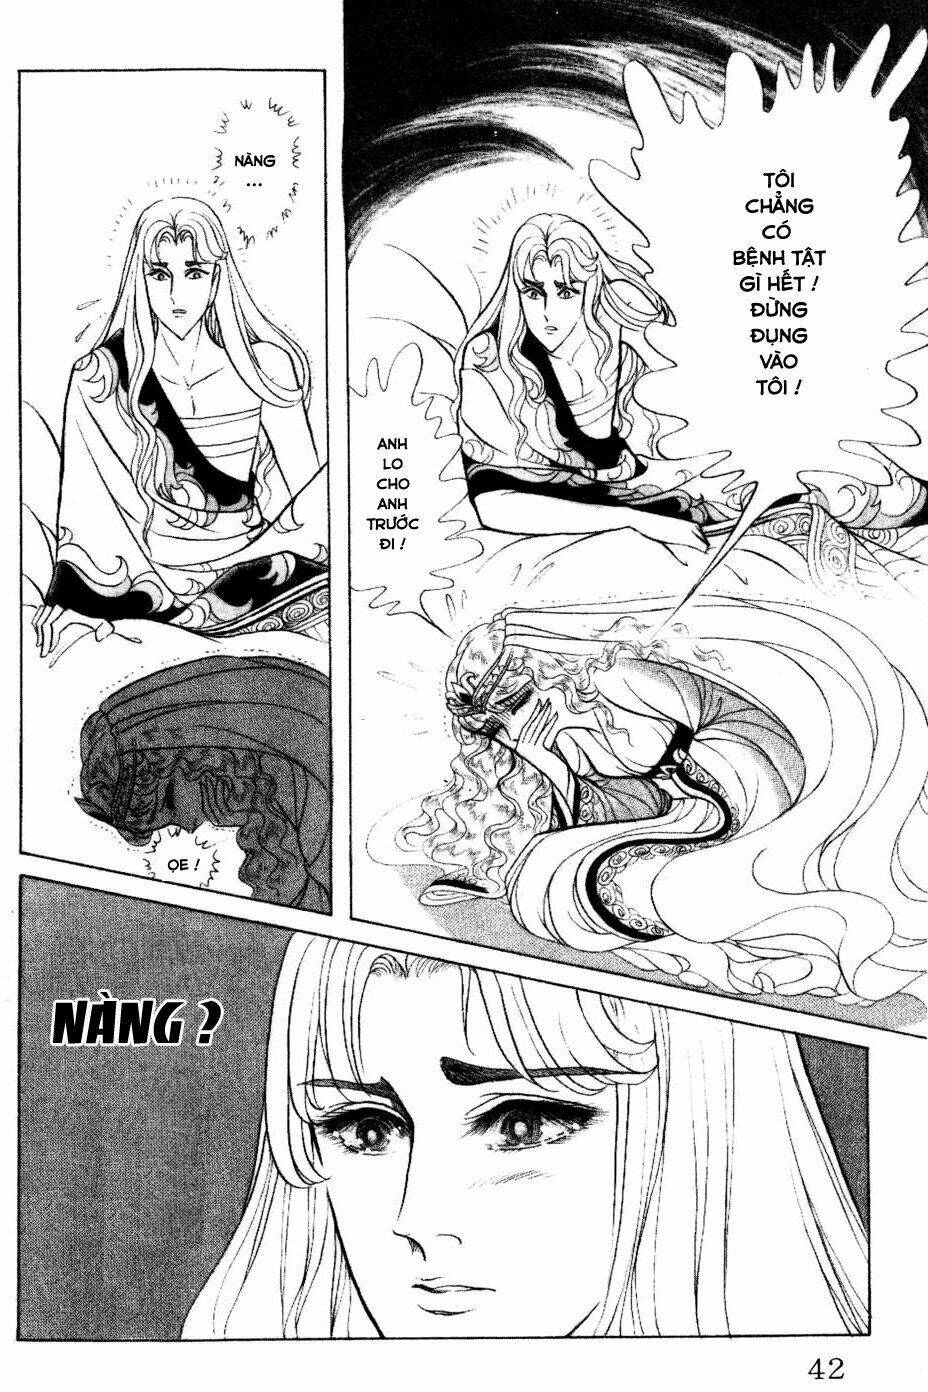 TÔI
CHẲNG
CÓ
BỆNH TẬT
GÌ HẾT !
ĐỪNG
ĐỤNG
VÀO
TÔI !
ANH
LO
CHO
ANH
TRƯỚC
ĐI !
NÀNG
...
ỌE !
NÀNG ?
42